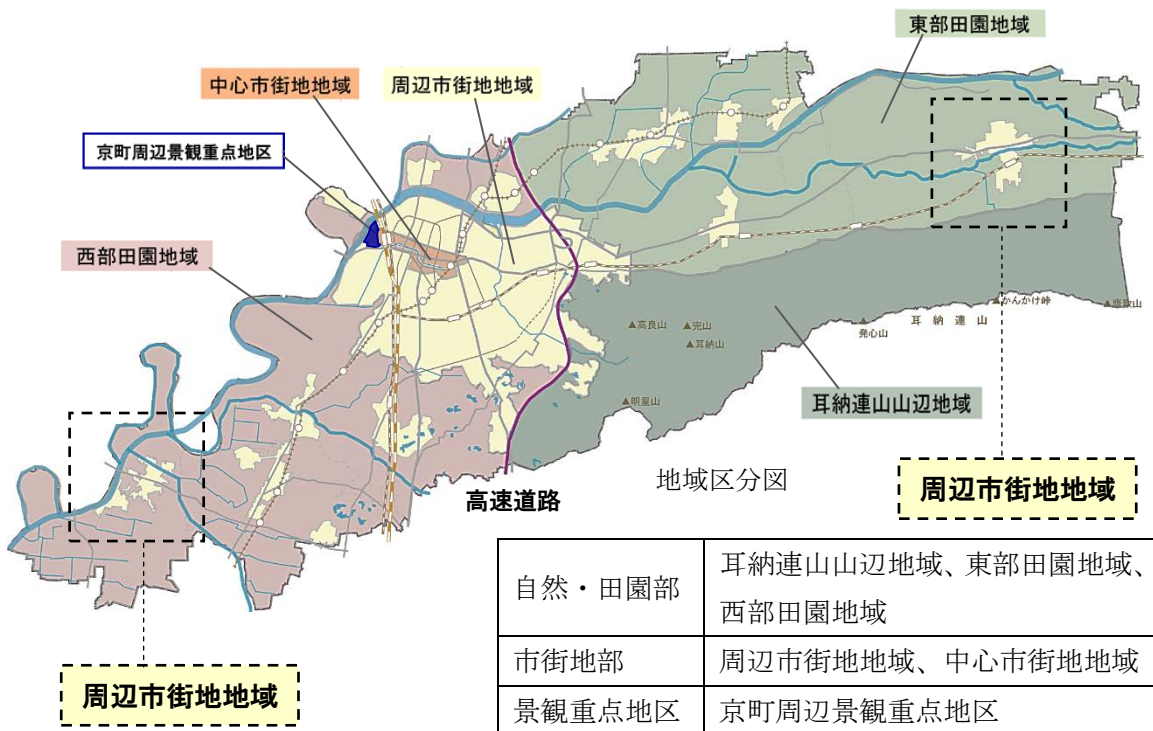 東部田園地域
中心市街地地域
周辺市街地地域
京町周辺景観重点地区
西部田園地域
▲かんかけ峠
▲鷹取山
▲高良山
▲兜山
▲発心山
耳納連山
▲耳納山
▲明星山
耳納連山山辺地域
地域区分図
高速道路
周辺市街地地域
周辺市街地地域
自然・田園部
耳納連山山辺地域、東部田園地域、
西部田園地域
市街地部
周辺市街地地域、中心市街地地域
景観重点地区
京町周辺景観重点地区